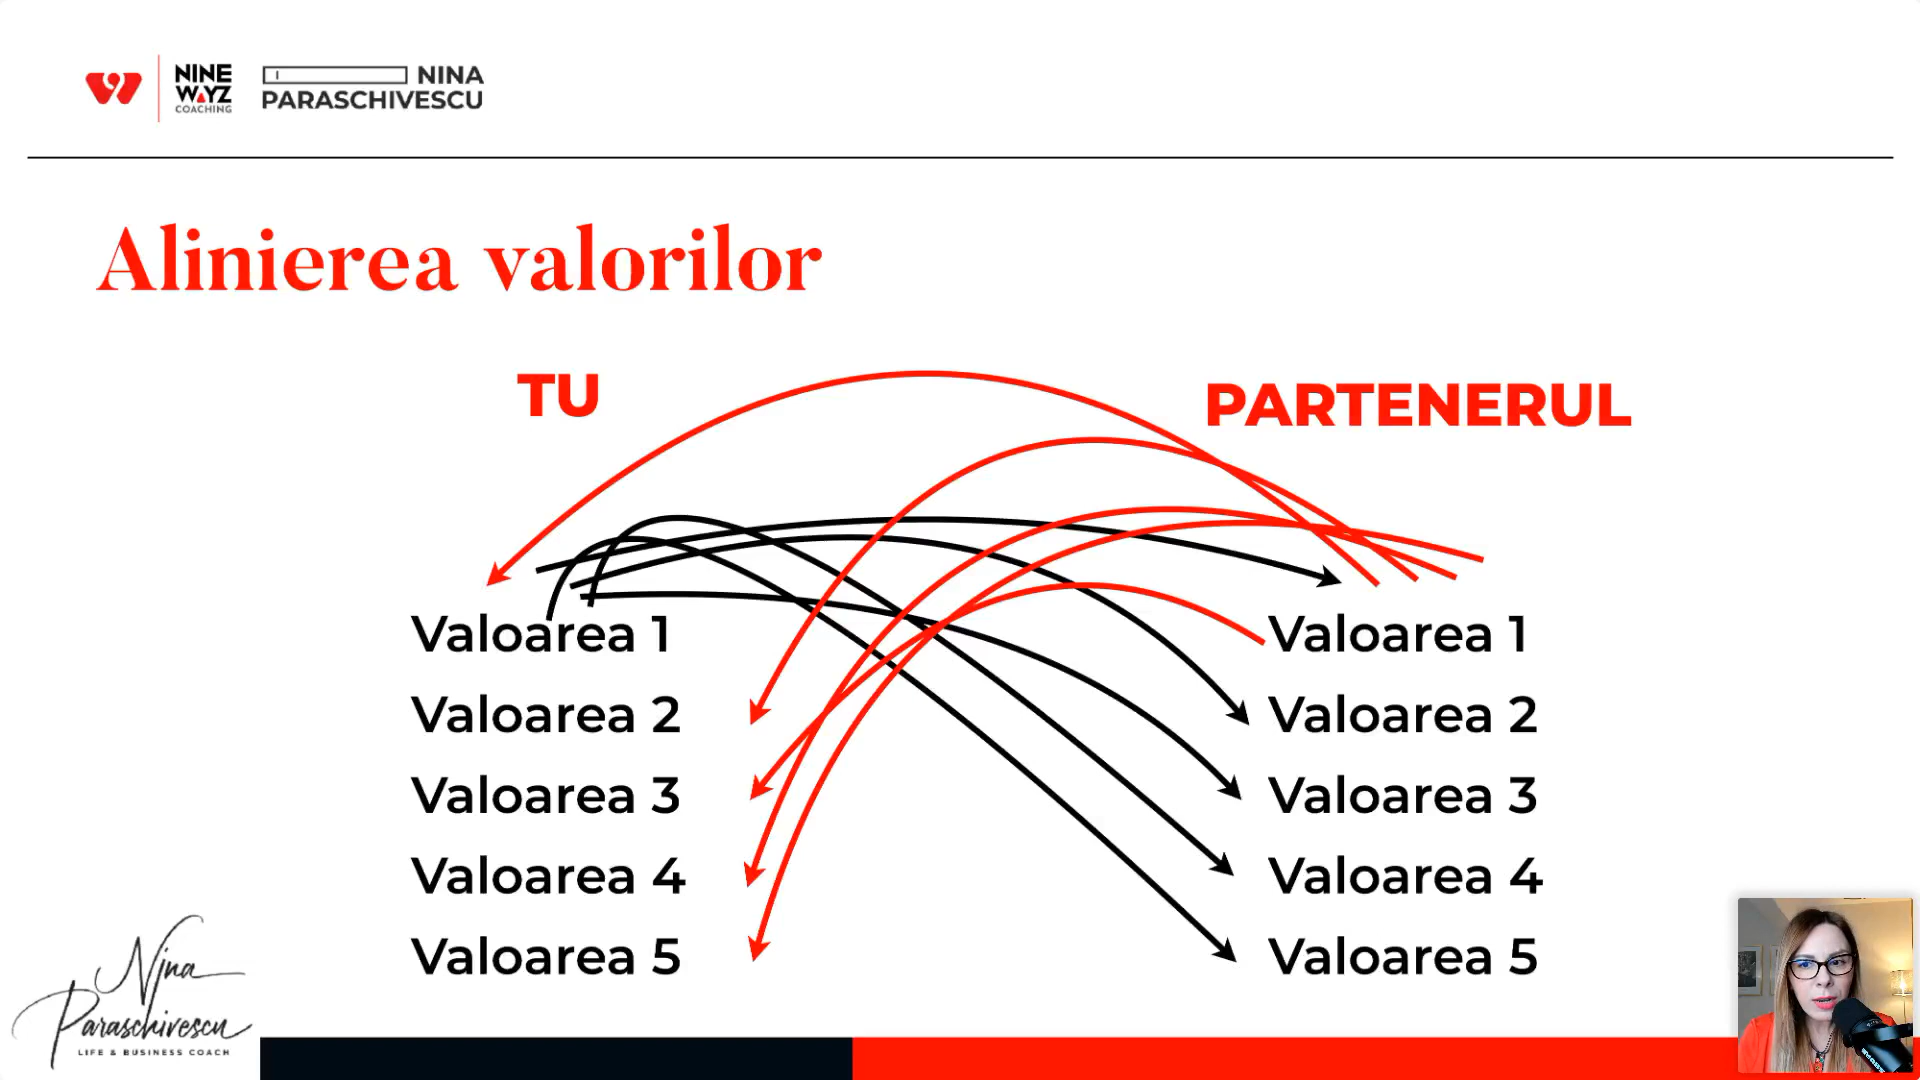 NINE
WAYZ
COACHING
NINA
PARASCHIVESCU
Alinierea valorilor
TU
PARTENERUL
Valoarea 1
Valoarea 1
Valoarea 2
Valoarea 2
Valoarea 3
Valoarea 3
Valoarea 4
Valoarea 4
Valoarea 5
Valoarea 5
Nina
Paraschivescu
LIFE & BUSINESS COACH